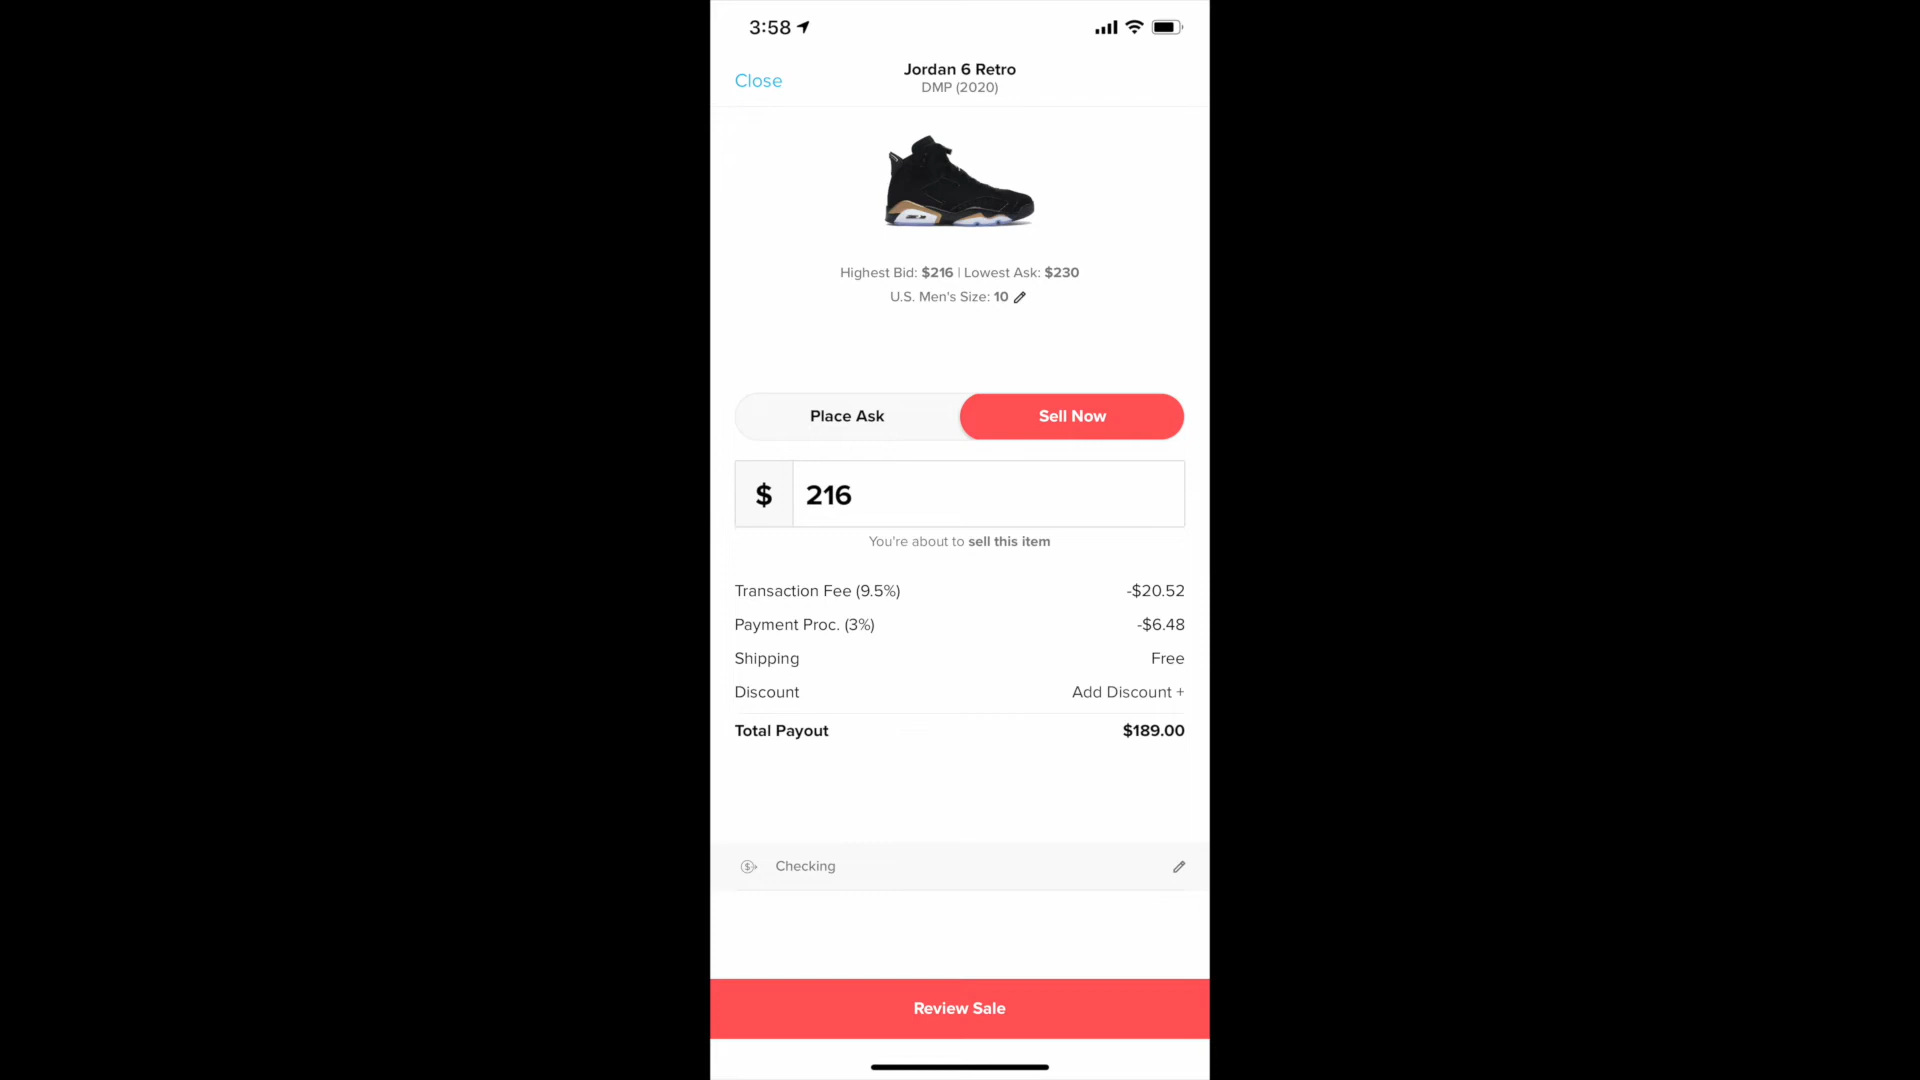 3:58
Close
Jordan 6 Retro
DMP (2020)
Highest Bid: $216 | Lowest Ask: $230
U.S. Men's Size: 10
Place Ask
Sell Now
$ 216
You're about to sell this item
Transaction Fee (9.5%) -$20.52
Payment Proc. (3%) -$6.48
Shipping Free
Discount Add Discount +
Total Payout $189.00
Checking
Review Sale